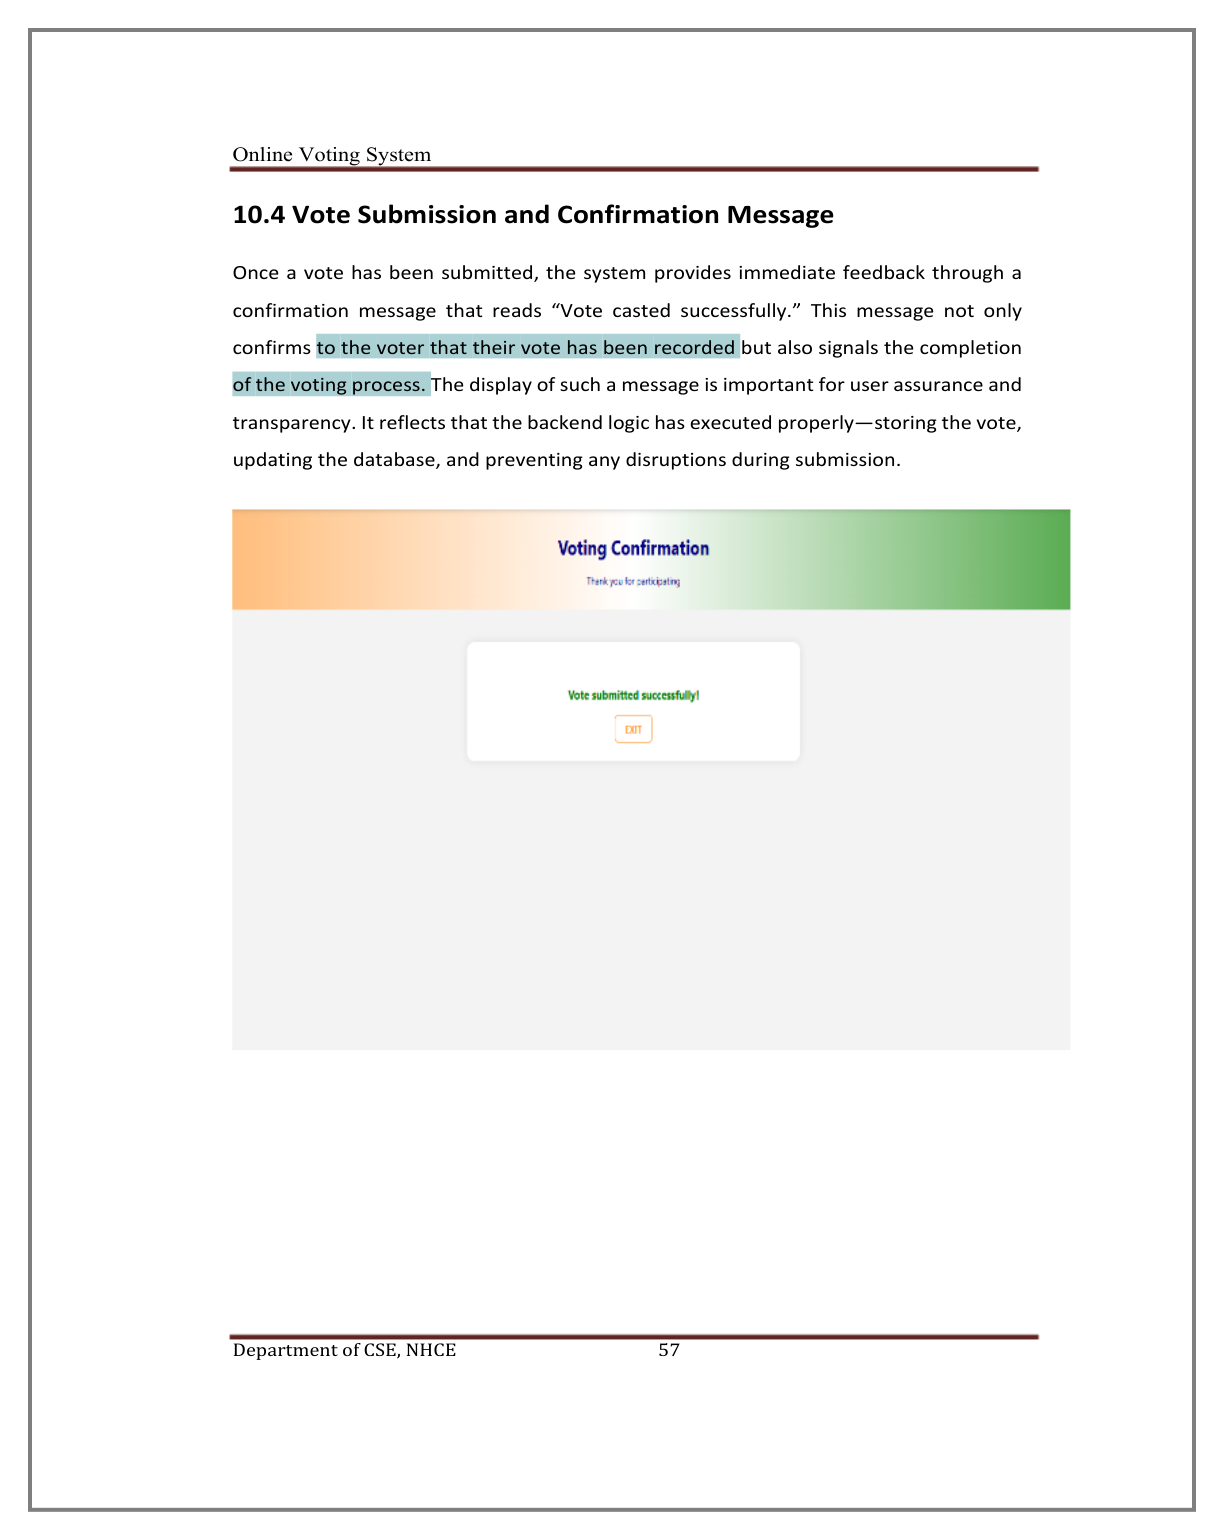 Online Voting System
10.4 Vote Submission and Confirmation Message
Once a vote has been submitted, the system provides immediate feedback through a
confirmation message that reads “Vote casted successfully.” This message not only
confirms to the voter that their vote has been recorded but also signals the completion
of the voting process. The display of such a message is important for user assurance and
transparency. It reflects that the backend logic has executed properly—storing the vote,
updating the database, and preventing any disruptions during submission.
Voting Confirmation
Thank you for participating
Vote submitted successfully!
EXIT
Department of CSE, NHCE 57